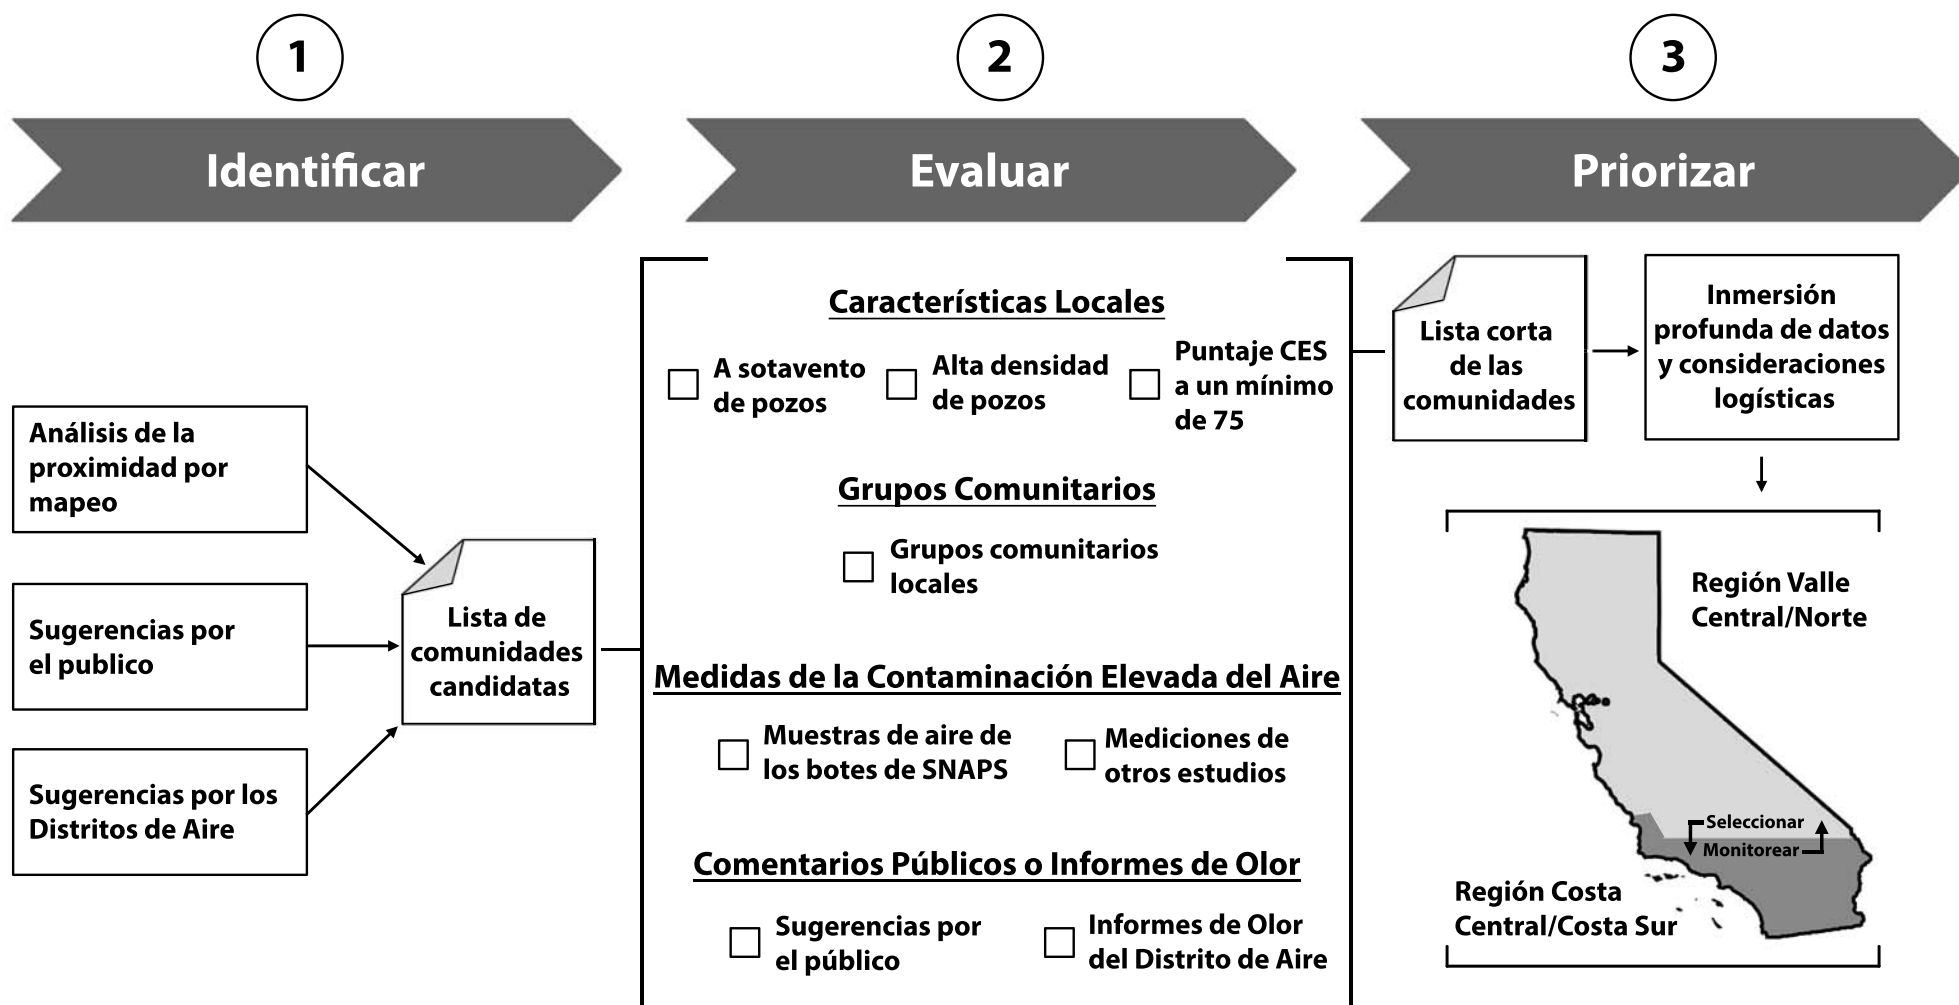 1
Identificar
Análisis de la
proximidad por
mapeo
Sugerencias por
el publico
Sugerencias por los
Distritos de Aire
Lista de
comunidades
candidatas
2
Evaluar
Características Locales
A sotavento
de pozos
Alta densidad
de pozos
Puntaje CES
a un mínimo
de 75
Grupos Comunitarios
Grupos comunitarios
locales
Medidas de la Contaminación Elevada del Aire
Muestras de aire de
los botes de SNAPS
Mediciones de
otros estudios
Comentarios Públicos o Informes de Olor
Sugerencias por
el público
Informes de Olor
del Distrito de Aire
3
Priorizar
Lista corta
de las
comunidades
Inmersión
profunda de datos
y consideraciones
logísticas
Región Valle
Central/Norte
Seleccionar
Monitorear
Región Costa
Central/Costa Sur